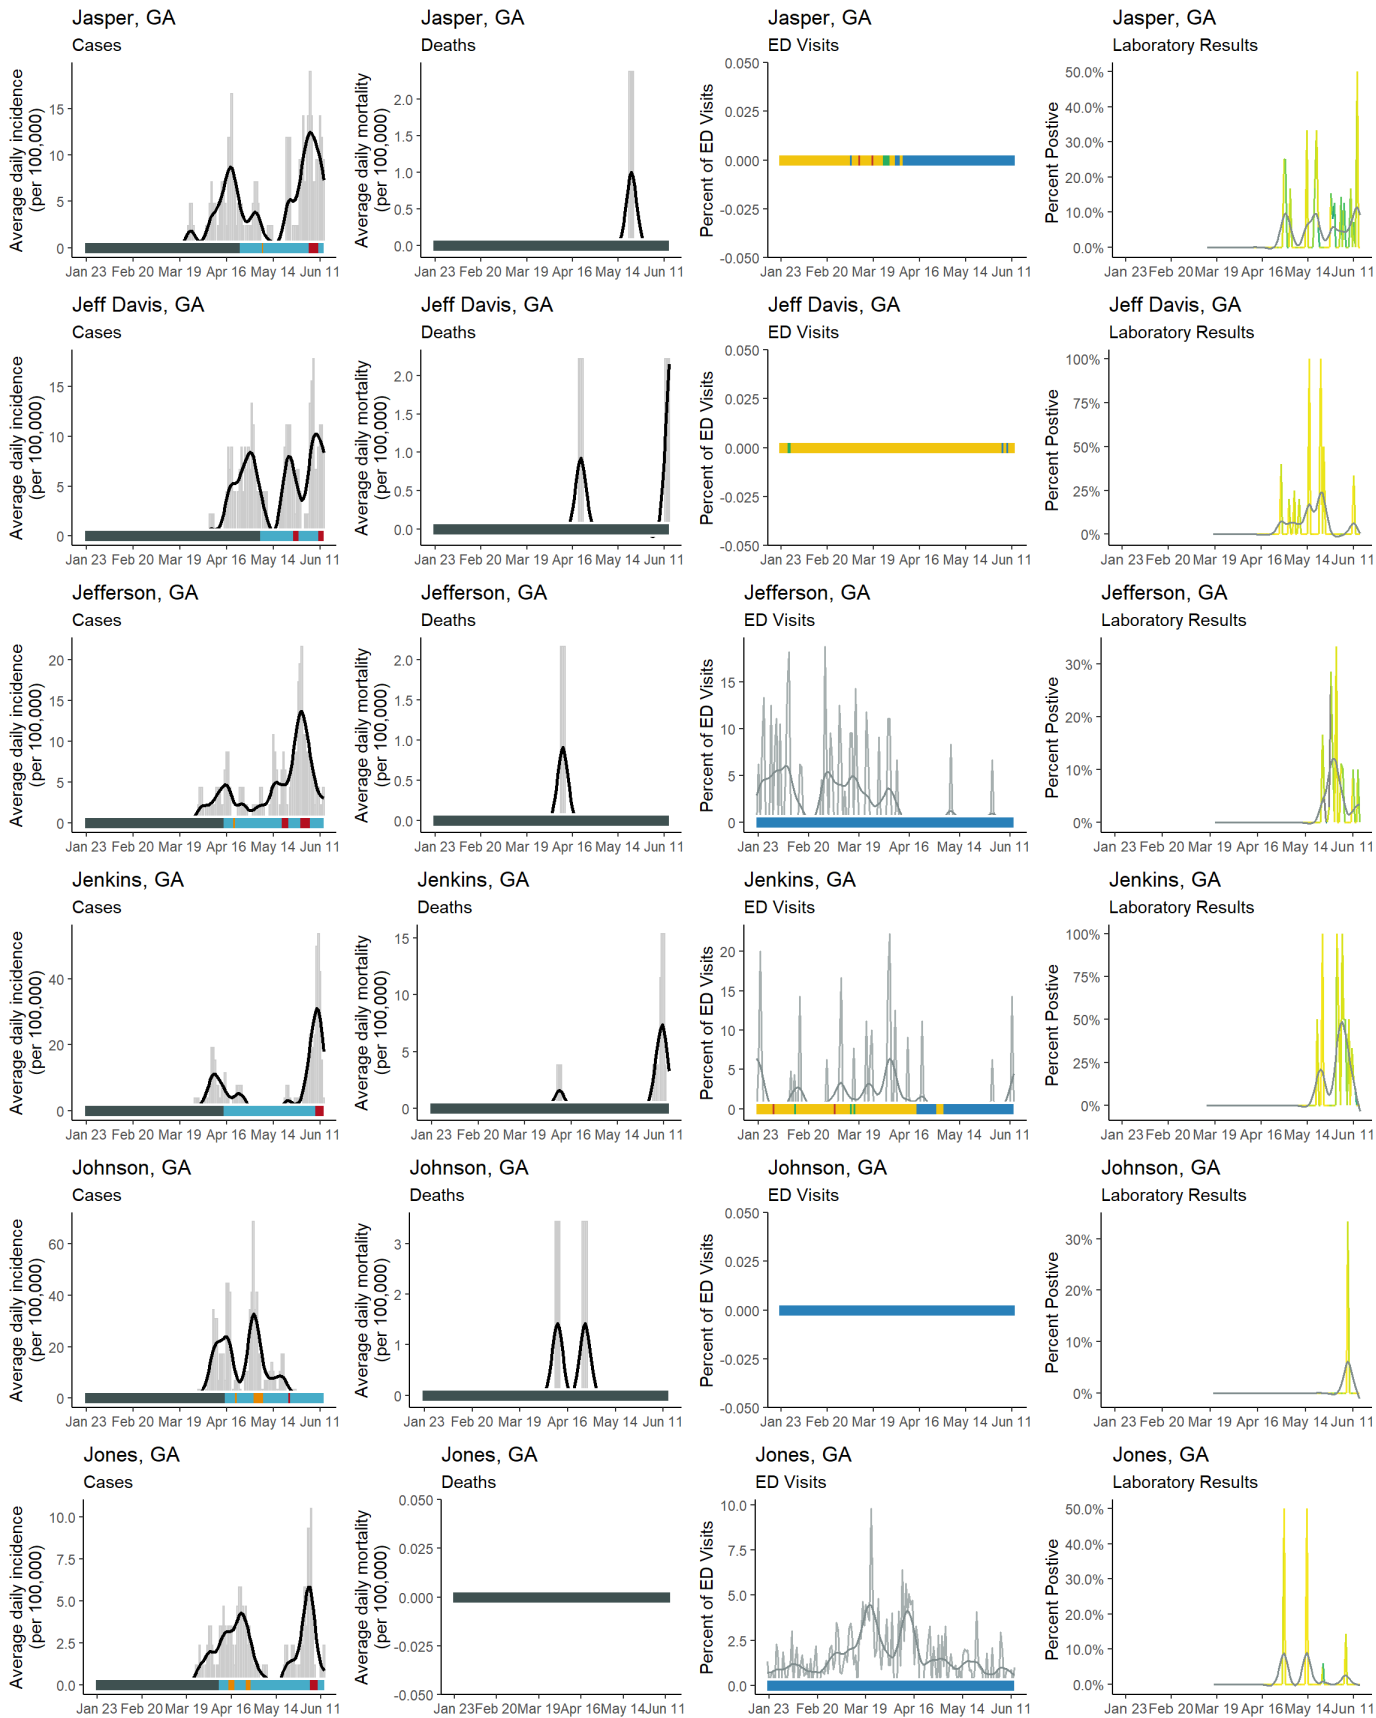 Jasper, GA
Cases
Average daily incidence
(per 100,000)
15
10
5
0
Jan 23 Feb 20 Mar 19 Apr 16 May 14 Jun 11
Jasper, GA
Deaths
Average daily mortality
(per 100,000)
2.0
1.5
1.0
0.5
0.0
Jan 23 Feb 20 Mar 19 Apr 16 May 14 Jun 11
Jasper, GA
ED Visits
Percent of ED Visits
0.050
0.025
0.000
-0.025
-0.050
Jan 23 Feb 20 Mar 19 Apr 16 May 14 Jun 11
Jasper, GA
Laboratory Results
Percent Postive
50.0%
40.0%
30.0%
20.0%
10.0%
0.0%
Jan 23 Feb 20 Mar 19 Apr 16 May 14 Jun 11
Jeff Davis, GA
Cases
Average daily incidence
(per 100,000)
15
10
5
0
Jan 23 Feb 20 Mar 19 Apr 16 May 14 Jun 11
Jeff Davis, GA
Deaths
Average daily mortality
(per 100,000)
2.0
1.5
1.0
0.5
0.0
Jan 23 Feb 20 Mar 19 Apr 16 May 14 Jun 11
Jeff Davis, GA
ED Visits
Percent of ED Visits
0.050
0.025
0.000
-0.025
-0.050
Jan 23 Feb 20 Mar 19 Apr 16 May 14 Jun 11
Jeff Davis, GA
Laboratory Results
Percent Postive
100%
75%
50%
25%
0%
Jan 23 Feb 20 Mar 19 Apr 16 May 14 Jun 11
Jefferson, GA
Cases
Average daily incidence
(per 100,000)
20
15
10
5
0
Jan 23 Feb 20 Mar 19 Apr 16 May 14 Jun 11
Jefferson, GA
Deaths
Average daily mortality
(per 100,000)
2.0
1.5
1.0
0.5
0.0
Jan 23 Feb 20 Mar 19 Apr 16 May 14 Jun 11
Jefferson, GA
ED Visits
Percent of ED Visits
15
10
5
0
Jan 23 Feb 20 Mar 19 Apr 16 May 14 Jun 11
Jefferson, GA
Laboratory Results
Percent Postive
30%
20%
10%
0%
Jan 23 Feb 20 Mar 19 Apr 16 May 14 Jun 11
Jenkins, GA
Cases
Average daily incidence
(per 100,000)
40
20
0
Jan 23 Feb 20 Mar 19 Apr 16 May 14 Jun 11
Jenkins, GA
Deaths
Average daily mortality
(per 100,000)
15
10
5
0
Jan 23 Feb 20 Mar 19 Apr 16 May 14 Jun 11
Jenkins, GA
ED Visits
Percent of ED Visits
20
15
10
5
0
Jan 23 Feb 20 Mar 19 Apr 16 May 14 Jun 11
Jenkins, GA
Laboratory Results
Percent Postive
100%
75%
50%
25%
0%
Jan 23 Feb 20 Mar 19 Apr 16 May 14 Jun 11
Johnson, GA
Cases
Average daily incidence
(per 100,000)
60
40
20
0
Jan 23 Feb 20 Mar 19 Apr 16 May 14 Jun 11
Johnson, GA
Deaths
Average daily mortality
(per 100,000)
3
2
1
0
Jan 23 Feb 20 Mar 19 Apr 16 May 14 Jun 11
Johnson, GA
ED Visits
Percent of ED Visits
0.050
0.025
0.000
-0.025
-0.050
Jan 23 Feb 20 Mar 19 Apr 16 May 14 Jun 11
Johnson, GA
Laboratory Results
Percent Postive
30%
20%
10%
0%
Jan 23 Feb 20 Mar 19 Apr 16 May 14 Jun 11
Jones, GA
Cases
Average daily incidence
(per 100,000)
10.0
7.5
5.0
2.5
0.0
Jan 23 Feb 20 Mar 19 Apr 16 May 14 Jun 11
Jones, GA
Deaths
Average daily mortality
(per 100,000)
0.050
0.025
0.000
-0.025
-0.050
Jan 23 Feb 20 Mar 19 Apr 16 May 14 Jun 11
Jones, GA
ED Visits
Percent of ED Visits
10.0
7.5
5.0
2.5
0.0
Jan 23 Feb 20 Mar 19 Apr 16 May 14 Jun 11
Jones, GA
Laboratory Results
Percent Postive
50.0%
40.0%
30.0%
20.0%
10.0%
0.0%
Jan 23 Feb 20 Mar 19 Apr 16 May 14 Jun 11